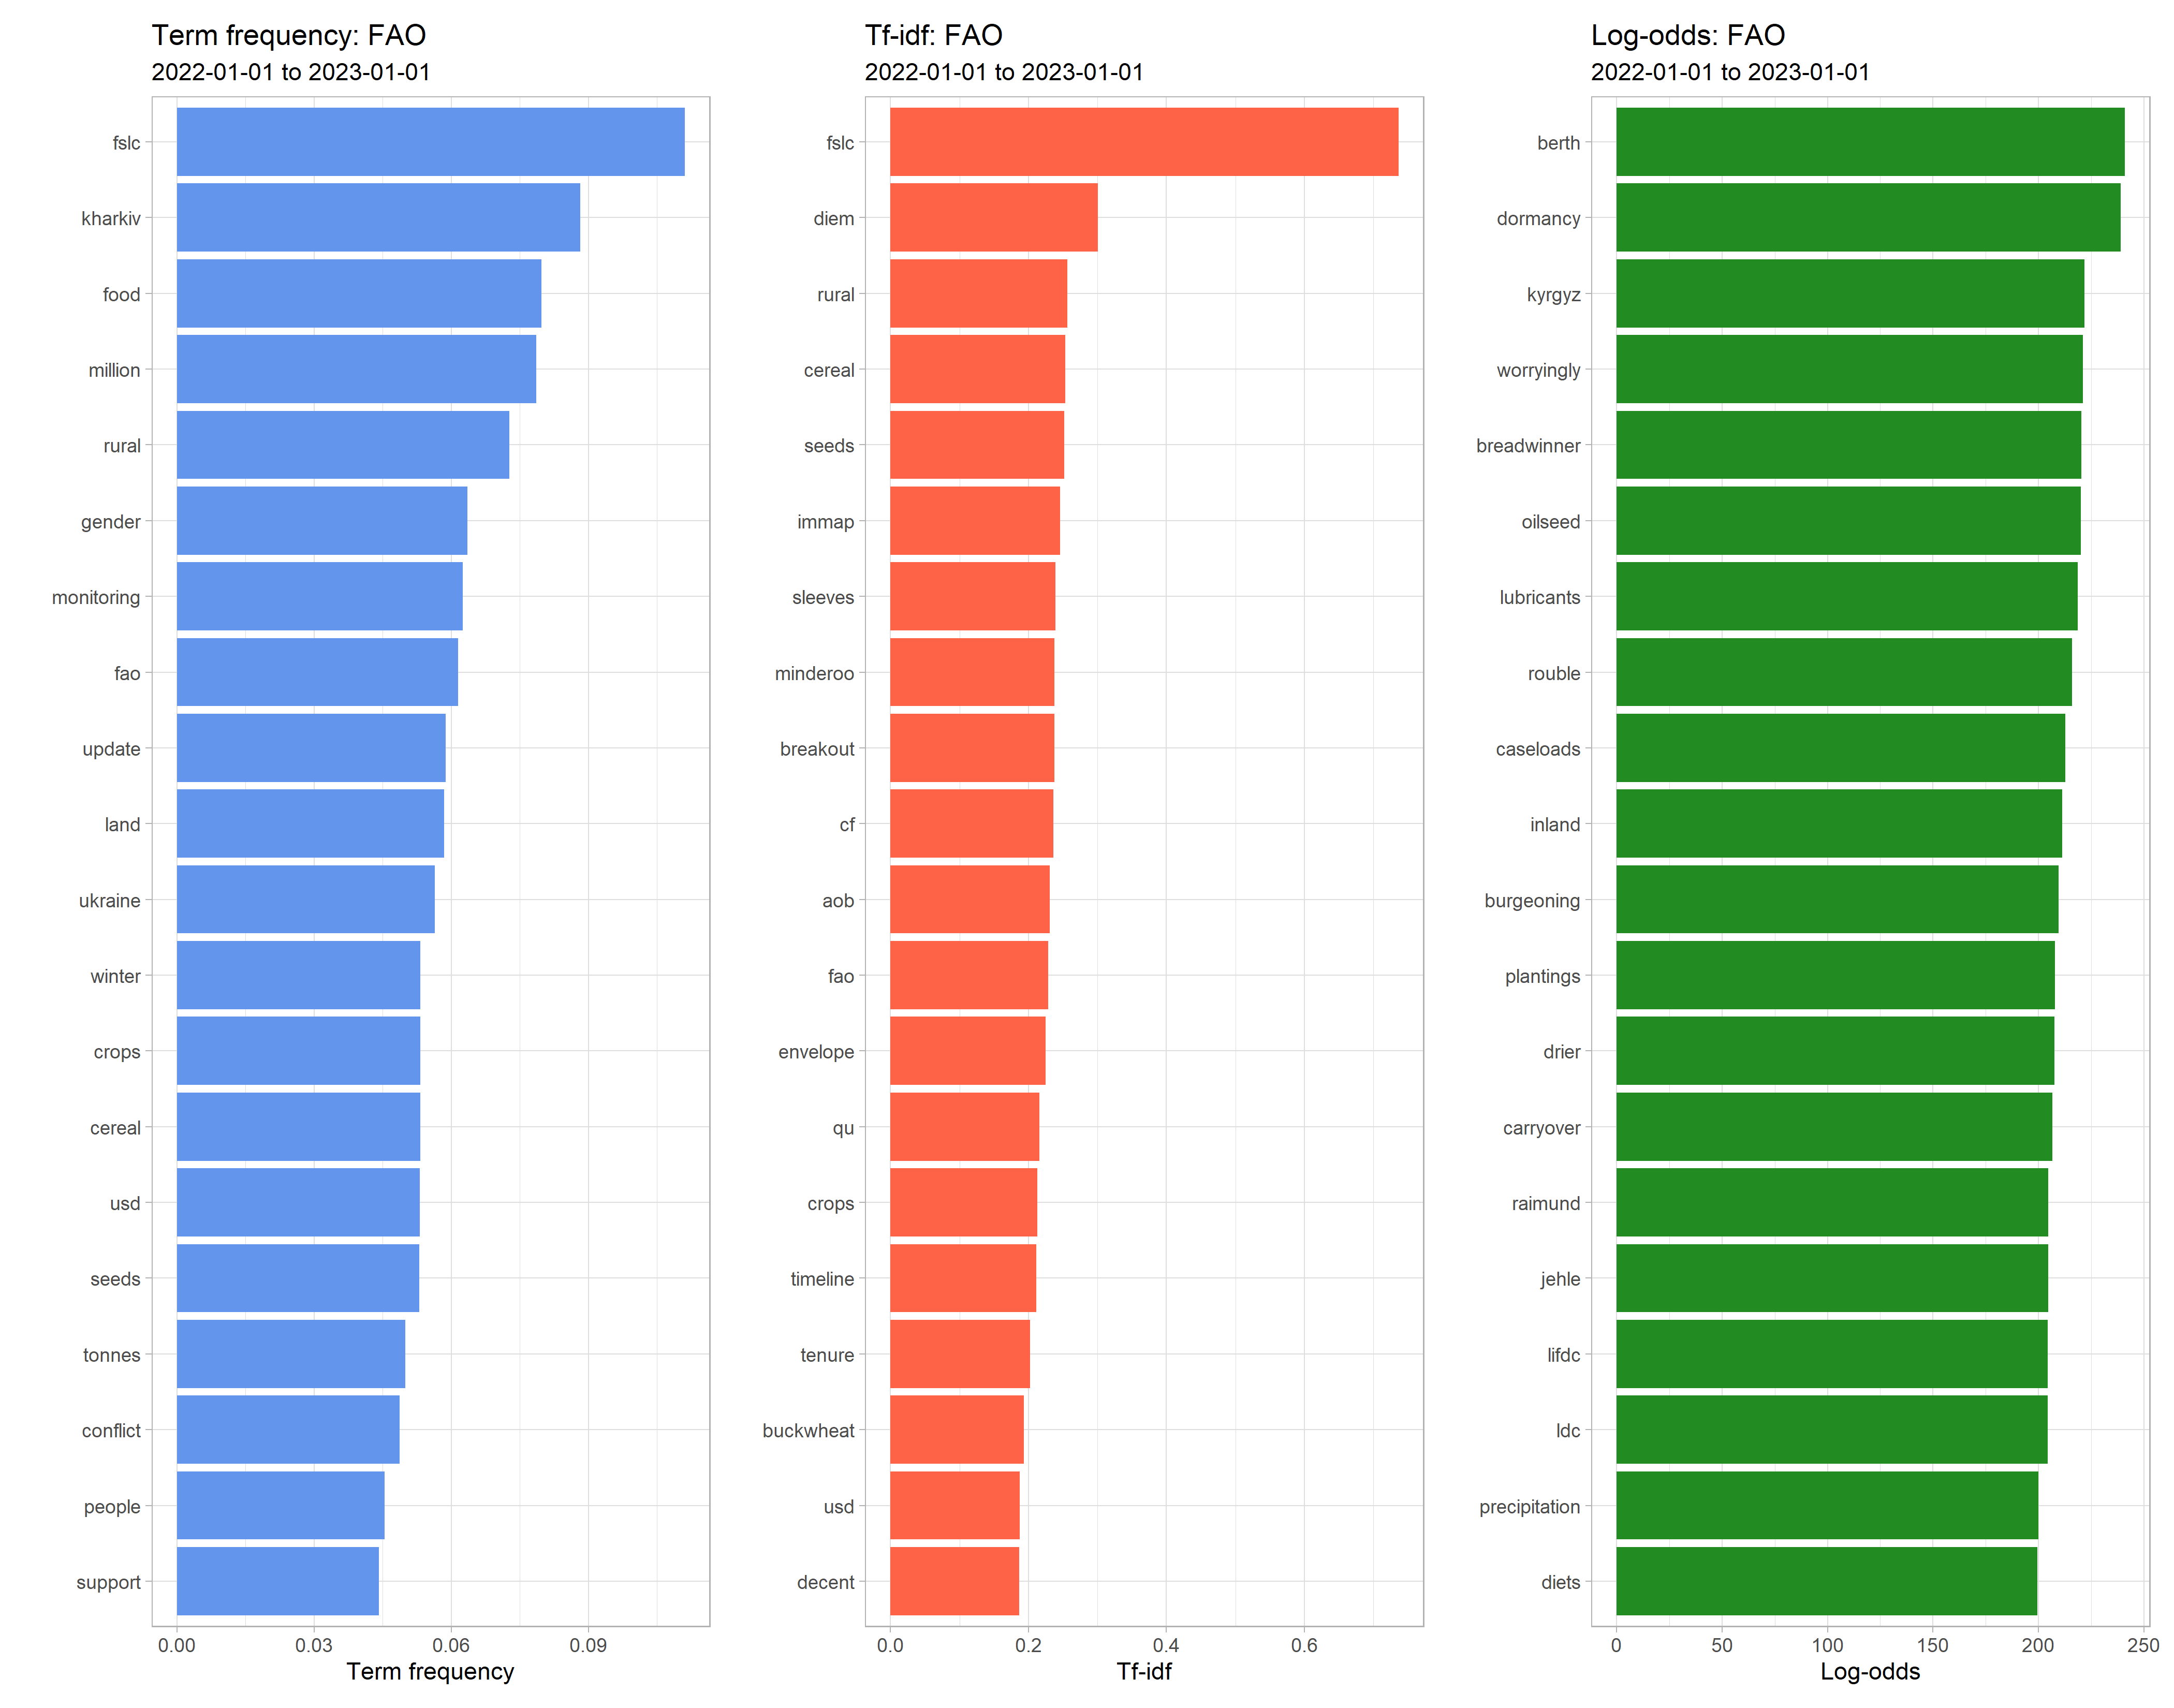 Term frequency: FAO
2022-01-01 to 2023-01-01
fslc
kharkiv
food
million
rural
gender
monitoring
fao
update
land
ukraine
winter
crops
cereal
usd
seeds
tonnes
conflict
people
support
0.00 0.03 0.06 0.09
Term frequency
Tf-idf: FAO
2022-01-01 to 2023-01-01
fslc
diem
rural
cereal
seeds
immap
sleeves
minderoo
breakout
cf
aob
fao
envelope
qu
crops
timeline
tenure
buckwheat
usd
decent
0.0 0.2 0.4 0.6
Tf-idf
Log-odds: FAO
2022-01-01 to 2023-01-01
berth
dormancy
kyrgyz
worryingly
breadwinner
oilseed
lubricants
rouble
caseloads
inland
burgeoning
plantings
drier
carryover
raimund
jehle
lifdc
ldc
precipitation
diets
0 50 100 150 200 250
Log-odds